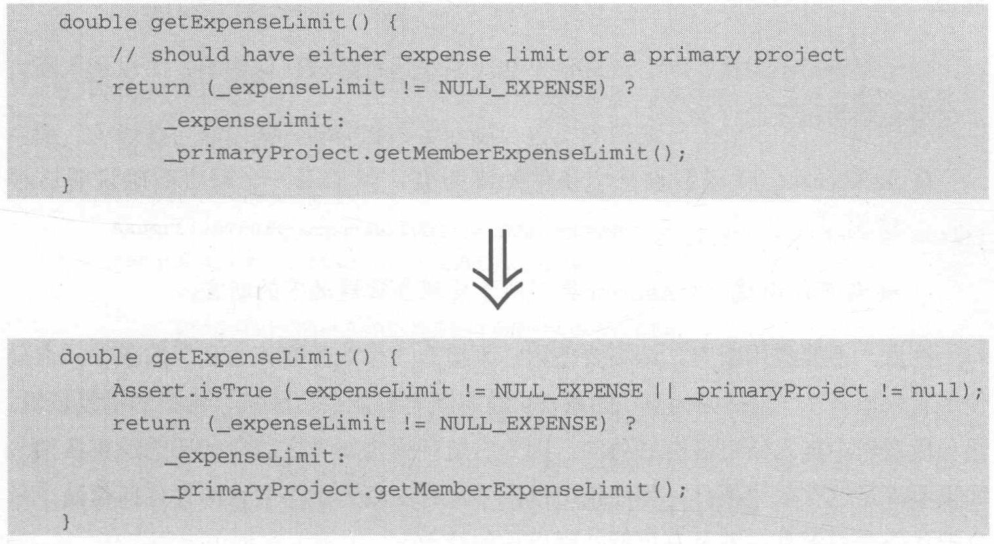 double getExpenseLimit() {
// should have either expense limit or a primary project
return (_expenseLimit != NULL_EXPENSE) ?
_expenseLimit:
_primaryProject.getMemberExpenseLimit();
}
double getExpenseLimit() {
Assert.isTrue (_expenseLimit != NULL_EXPENSE || _primaryProject != null);
return (_expenseLimit != NULL_EXPENSE) ?
_expenseLimit:
_primaryProject.getMemberExpenseLimit();
}